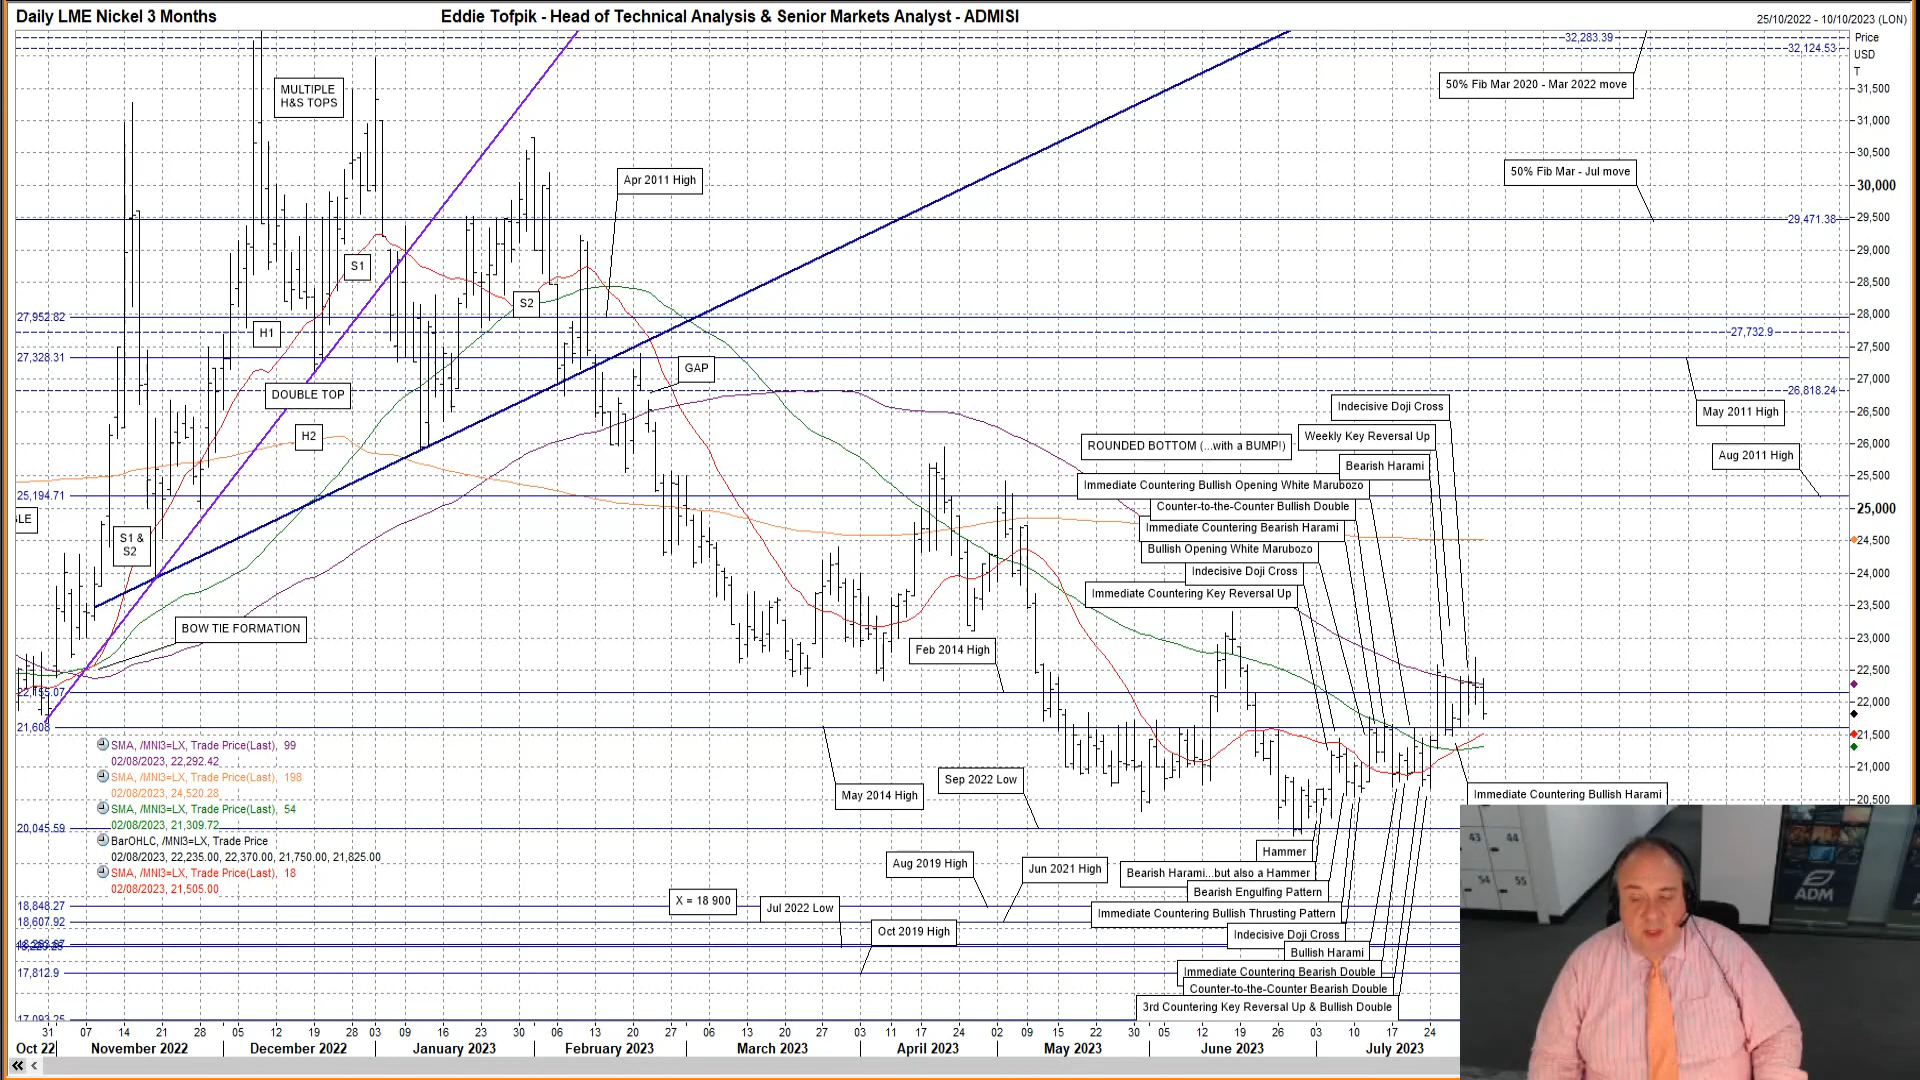 Daily LME Nickel 3 Months
Eddie Tofpik - Head of Technical Analysis & Senior Markets Analyst - ADMISI
25/10/2022 - 10/10/2023 (LON)
32,283.39
Price
32,124.53
USD
T
MULTIPLE
H&S TOPS
50% Fib Mar 2020 - Mar 2022 move
31,500
31,000
30,500
Apr 2011 High
50% Fib Mar - Jul move
30,000
29,471.38
29,500
29,000
S1
28,500
S2
28,000
27,952.82
H1
27,732.9
27,500
27,328.31
GAP
27,000
DOUBLE TOP
26,818.24
26,500
Indecisive Doji Cross
May 2011 High
H2
ROUNDED BOTTOM (...with a BUMP!)
Weekly Key Reversal Up
26,000
Bearish Harami
Aug 2011 High
25,500
Immediate Countering Bullish Opening White Marubozo
25,194.71
Counter-to-the-Counter Bullish Double
25,000
LE
Immediate Countering Bearish Harami
S1 &
S2
24,500
Bullish Opening White Marubozo
Indecisive Doji Cross
24,000
Immediate Countering Key Reversal Up
23,500
BOW TIE FORMATION
23,000
Feb 2014 High
22,500
22,155.07
22,000
21,608
21,500
SMA, /MNI3=LX, Trade Price(Last), 99
02/08/2023, 22,292.42
SMA, /MNI3=LX, Trade Price(Last), 198
02/08/2023, 24,520.28
SMA, /MNI3=LX, Trade Price(Last), 54
02/08/2023, 21,309.72
BarOHLC, /MNI3=LX, Trade Price
02/08/2023, 22,235.00, 22,370.00, 21,750.00, 21,825.00
SMA, /MNI3=LX, Trade Price(Last), 18
02/08/2023, 21,505.00
21,000
Sep 2022 Low
May 2014 High
Immediate Countering Bullish Harami
20,500
20,045.59
Hammer
Aug 2019 High
Jun 2021 High
Bearish Harami...but also a Hammer
Bearish Engulfing Pattern
X = 18 900
Jul 2022 Low
18,848.27
Immediate Countering Bullish Thrusting Pattern
18,607.92
Oct 2019 High
Indecisive Doji Cross
Bullish Harami
17,812.9
Immediate Countering Bearish Double
Counter-to-the-Counter Bearish Double
3rd Countering Key Reversal Up & Bullish Double
17,093.25
31 07 14 21 28 05 12 19 28 03 09 16 23 30 06 13 20 27 06 13 20 27 03 11 17 24 02 09 15 22 30 05 12 19 26 03 10 17 24
Oct 22 November 2022 December 2022 January 2023 February 2023 March 2023 April 2023 May 2023 June 2023 July 2023
43
44
54
55
ADM